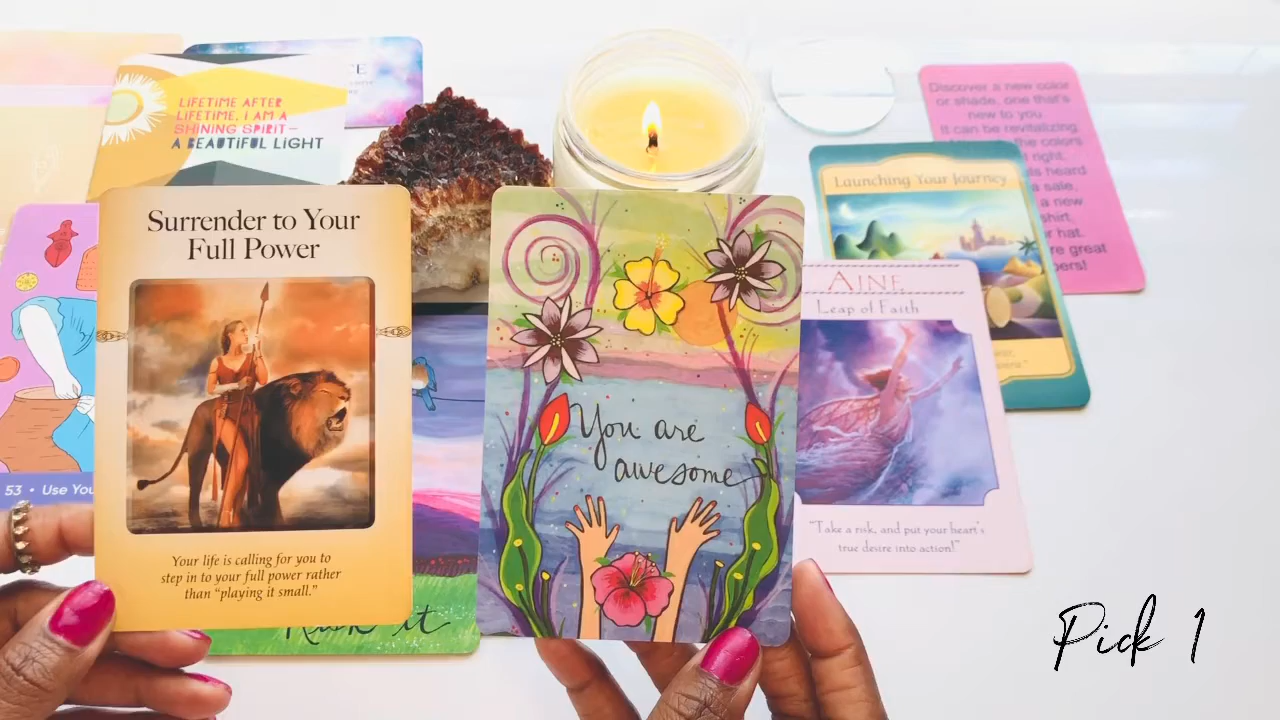 LIFETIME AFTER
LIFETIME, I AM A
SHINING SPIRIT—
A BEAUTIFUL LIGHT
Surrender to Your
Full Power
Your life is calling for you to
step in to your full power rather
than “playing it small.”
53 • Use You
You are
awesome
AINE
Leap of Faith
“Take a risk, and put your heart’s
true desire into action!”
Launching Your Journey
Discover a new color
or shade, one that’s
new to you.
It can be revitalizing.
the colors
right,
a sale,
a new
shirt,
or hat.
re great
Pick 1